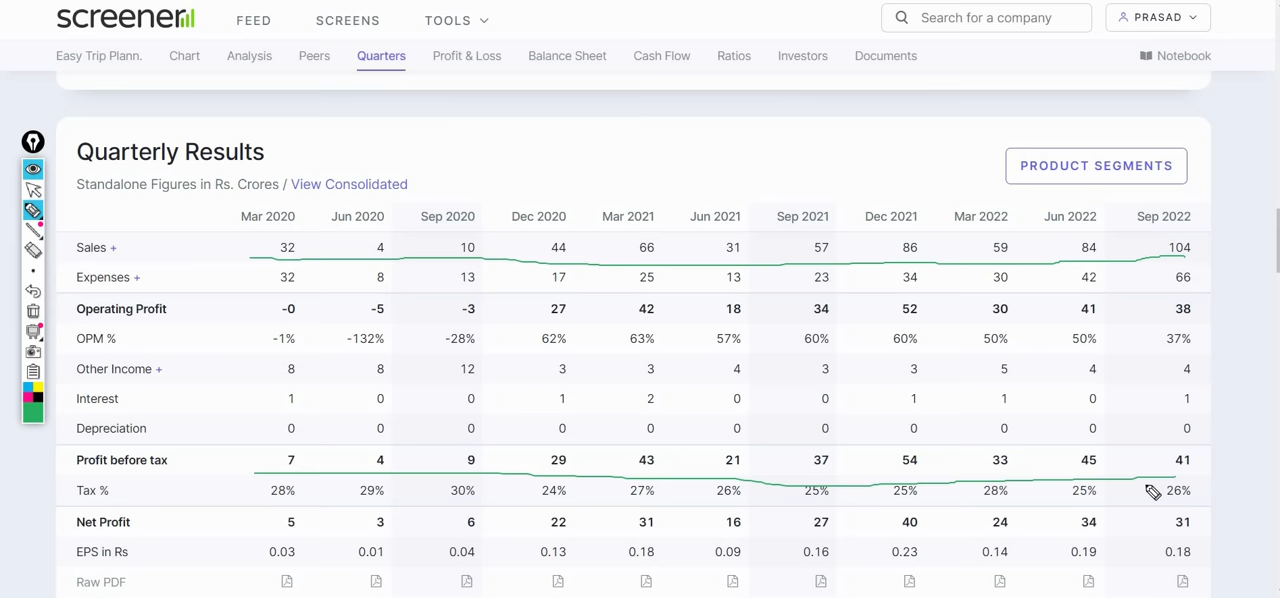 screener
FEED SCREENS TOOLS
Search for a company
PRASAD
Easy Trip Plann. Chart Analysis Peers Quarters Profit & Loss Balance Sheet Cash Flow Ratios Investors Documents Notebook
Quarterly Results
PRODUCT SEGMENTS
Standalone Figures in Rs. Crores / View Consolidated
Mar 2020 Jun 2020 Sep 2020 Dec 2020 Mar 2021 Jun 2021 Sep 2021 Dec 2021 Mar 2022 Jun 2022 Sep 2022
Sales + 32 4 10 44 66 31 57 86 59 84 104
Expenses + 32 8 13 17 25 13 23 34 30 42 66
Operating Profit -0 -5 -3 27 42 18 34 52 30 41 38
OPM % -1% -132% -28% 62% 63% 57% 60% 60% 50% 50% 37%
Other Income + 8 8 12 3 3 4 3 3 5 4 4
Interest 1 0 0 1 2 0 0 1 1 0 1
Depreciation 0 0 0 0 0 0 0 0 0 0 0
Profit before tax 7 4 9 29 43 21 37 54 33 45 41
Tax % 28% 29% 30% 24% 27% 26% 25% 25% 28% 25% 26%
Net Profit 5 3 6 22 31 16 27 40 24 34 31
EPS in Rs 0.03 0.01 0.04 0.13 0.18 0.09 0.16 0.23 0.14 0.19 0.18
Raw PDF